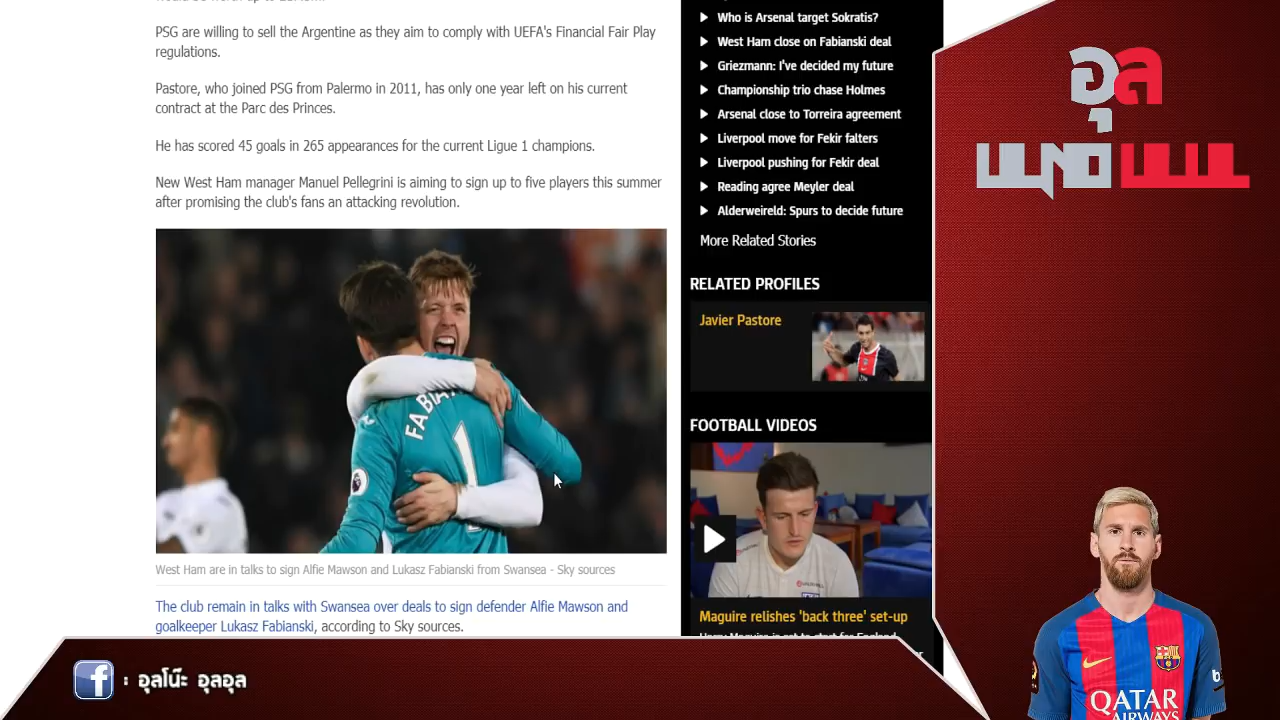 PSG are willing to sell the Argentine as they aim to comply with UEFA's Financial Fair Play
regulations.
Pastore, who joined PSG from Palermo in 2011, has only one year left on his current
contract at the Parc des Princes.
He has scored 45 goals in 265 appearances for the current Ligue 1 champions.
New West Ham manager Manuel Pellegrini is aiming to sign up to five players this summer
after promising the club's fans an attacking revolution.
FABIA
1
West Ham are in talks to sign Alfie Mawson and Lukasz Fabianski from Swansea - Sky sources
The club remain in talks with Swansea over deals to sign defender Alfie Mawson and
goalkeeper Lukasz Fabianski, according to Sky sources.
Who is Arsenal target Sokratis?
West Ham close on Fabianski deal
Griezmann: I've decided my future
Championship trio chase Holmes
Arsenal close to Torreira agreement
Liverpool move for Fekir falters
Liverpool pushing for Fekir deal
Reading agree Meyler deal
Alderweireld: Spurs to decide future
More Related Stories
RELATED PROFILES
Javier Pastore
FOOTBALL VIDEOS
Maguire relishes 'back three' set-up
อุล
QATAR
AIRWAYS
: อุลโน๊ะ อุลอุล